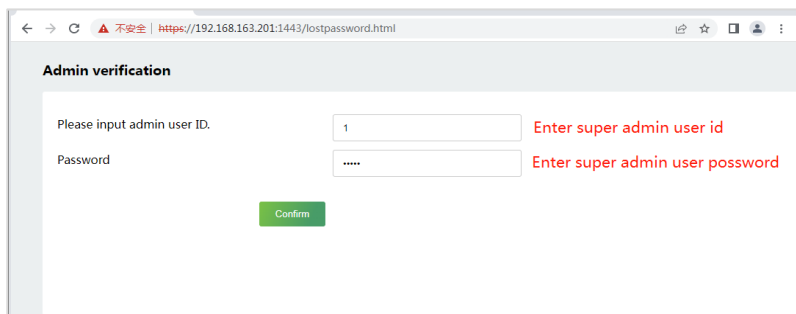 不安全 | https://192.168.163.201:1443/lostpassword.html
Admin verification
Please input admin user ID. 1 Enter super admin user id
Password ••••• Enter super admin user possword
Confirm